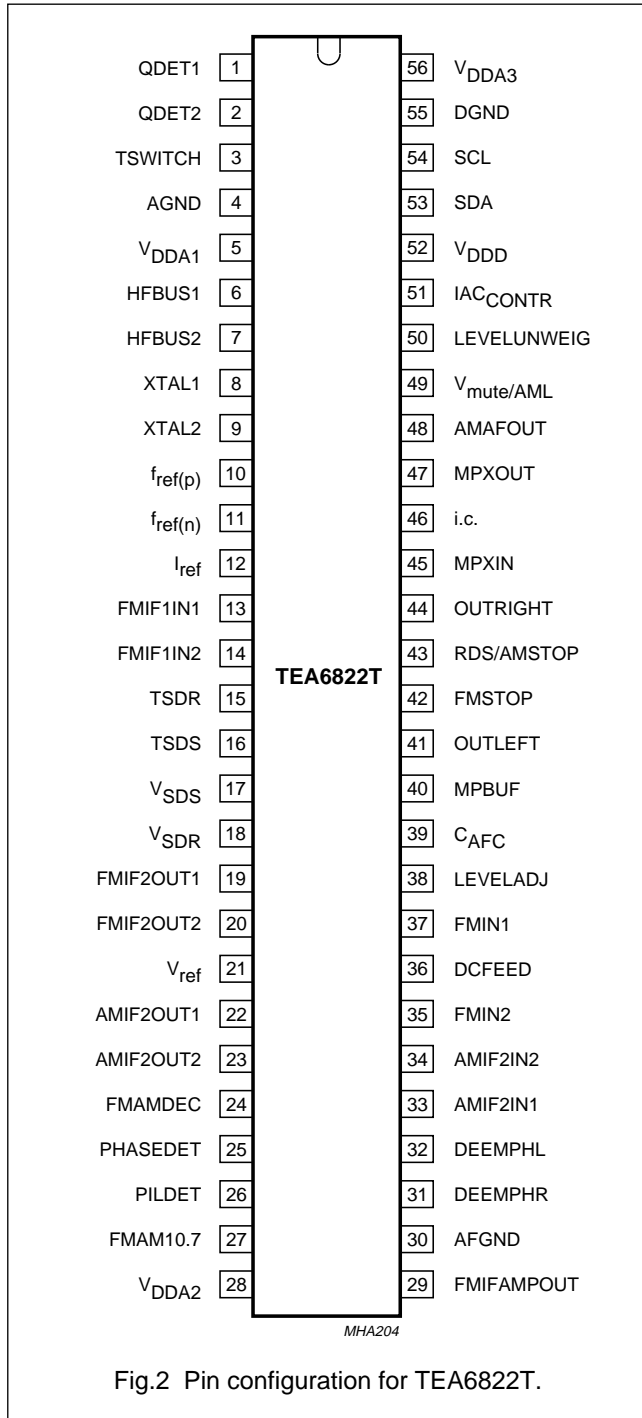 QDET1 1 56 VDDA3
QDET2 2 55 DGND
TSWITCH 3 54 SCL
AGND 4 53 SDA
VDDA1 5 52 VDDD
HFBUS1 6 51 IACCONTR
HFBUS2 7 50 LEVELUNWEIG
XTAL1 8 49 Vmute/AML
XTAL2 9 48 AMAFOUT
fref(p) 10 47 MPXOUT
fref(n) 11 46 i.c.
Iref 12 45 MPXIN
FMIF1IN1 13 44 OUTRIGHT
FMIF1IN2 14 43 RDS/AMSTOP
TEA6822T
TSDR 15 42 FMSTOP
TSDS 16 41 OUTLEFT
VSDS 17 40 MPBUF
VSDR 18 39 CAFC
FMIF2OUT1 19 38 LEVELADJ
FMIF2OUT2 20 37 FMIN1
Vref 21 36 DCFEED
AMIF2OUT1 22 35 FMIN2
AMIF2OUT2 23 34 AMIF2IN2
FMAMDEC 24 33 AMIF2IN1
PHASEDET 25 32 DEEMPHL
PILDET 26 31 DEEMPHR
FMAM10.7 27 30 AFGND
VDDA2 28 29 FMIFAMPOUT
MHA204
Fig.2 Pin configuration for TEA6822T.